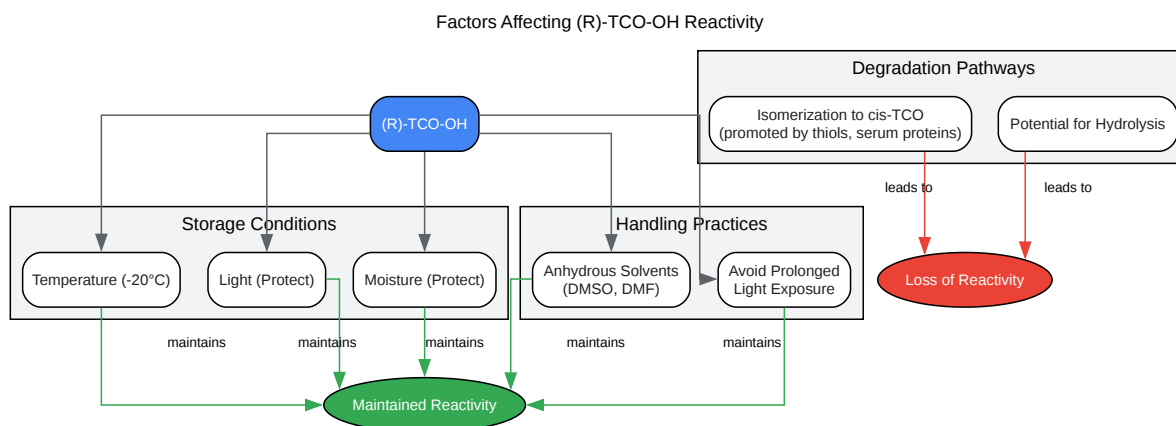 Factors Affecting (R)-TCO-OH Reactivity
Degradation Pathways
Isomerization to cis-TCO
(promoted by thiols, serum proteins)
Potential for Hydrolysis
(R)-TCO-OH
leads to
leads to
Storage Conditions
Handling Practices
Temperature (-20°C)
Light (Protect)
Moisture (Protect)
Anhydrous Solvents
(DMSO, DMF)
Avoid Prolonged
Light Exposure
Loss of Reactivity
maintains
maintains
maintains
maintains
maintains
Maintained Reactivity